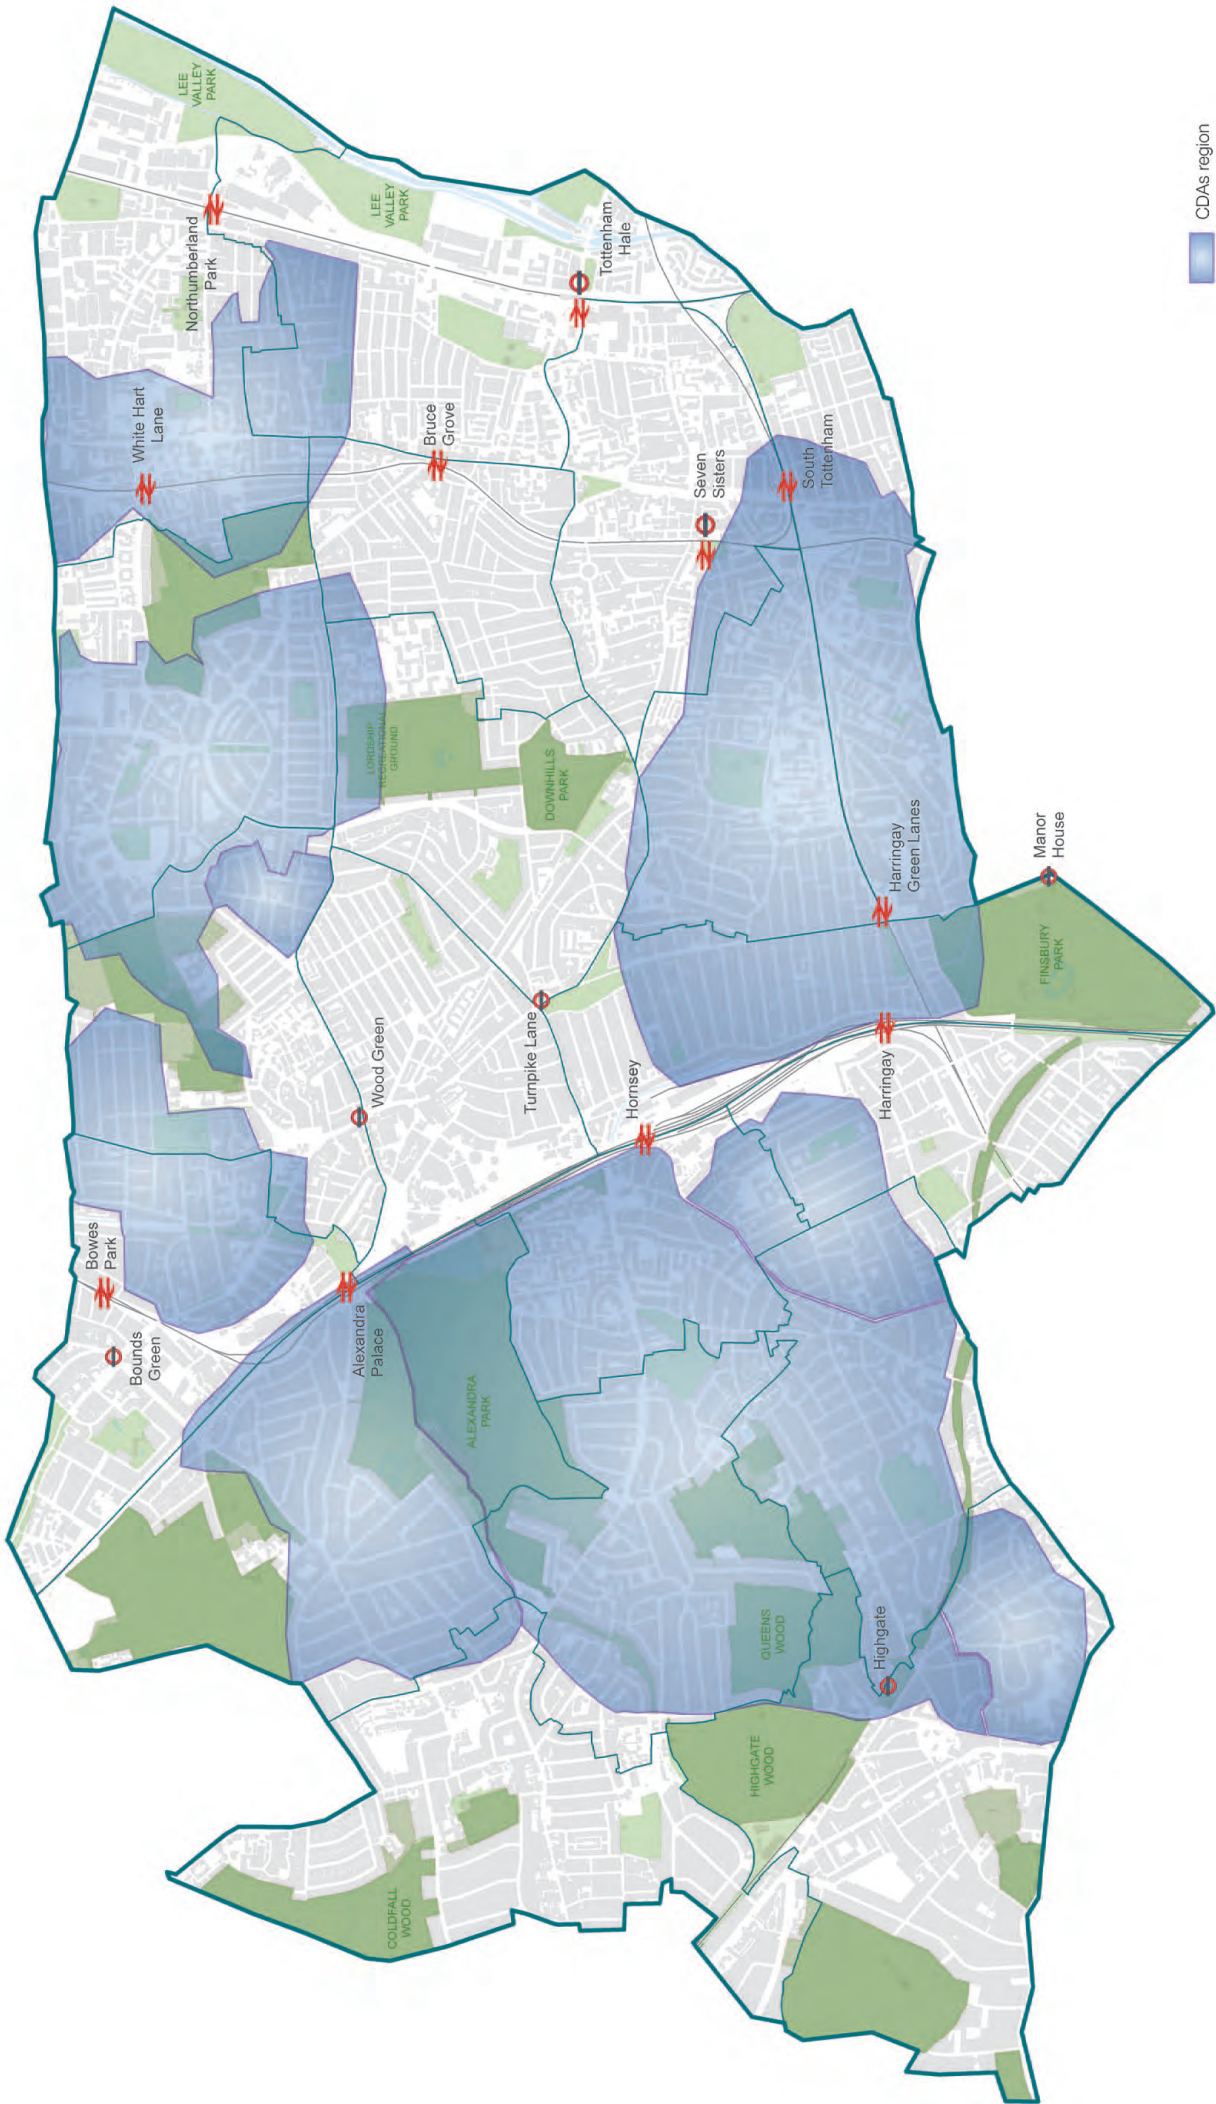 LEE
VALLEY
PARK
Northumberland
Park
LEE
VALLEY
PARK
White Hart
Lane
Tottenham
Hale
Bruce
Grove
Seven
Sisters
South
Tottenham
LORDSHIP
RECREATIONAL
GROUND
DOWNHILLS
PARK
Harringay
Green Lanes
Manor
House
FINSBURY
PARK
Wood Green
Turnpike Lane
Hornsey
Harringay
Bowes
Park
Bounds
Green
Alexandra
Palace
ALEXANDRA
PARK
QUEENS
WOOD
Highgate
HIGHGATE
WOOD
COLDFALL
WOOD
CDAs region